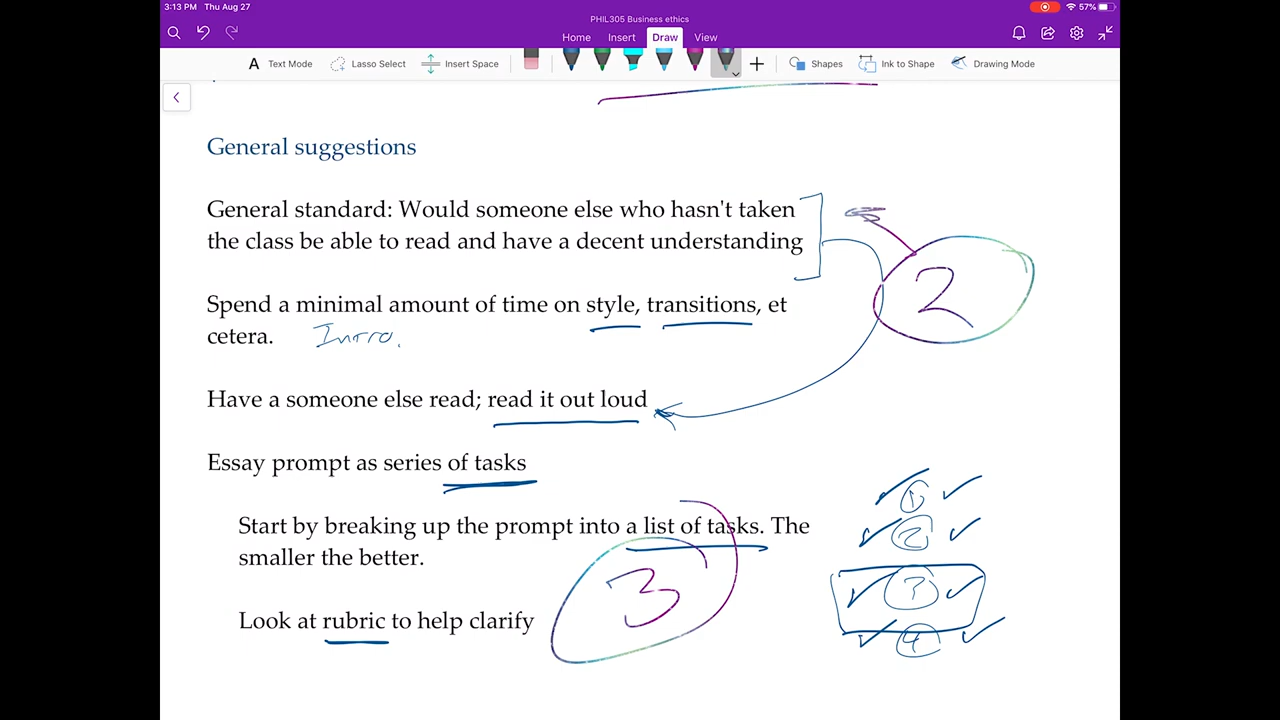 3:13 PM Thu Aug 27
57%
PHIL305 Business ethics
Home Insert Draw View
Text Mode Lasso Select Insert Space Shapes Ink to Shape Drawing Mode
General suggestions
General standard: Would someone else who hasn't taken
the class be able to read and have a decent understanding
2
Spend a minimal amount of time on style, transitions, et
cetera. Intro.
Have a someone else read; read it out loud
Essay prompt as series of tasks
Start by breaking up the prompt into a list of tasks. The
smaller the better.
3
Look at rubric to help clarify
1
2
3
4